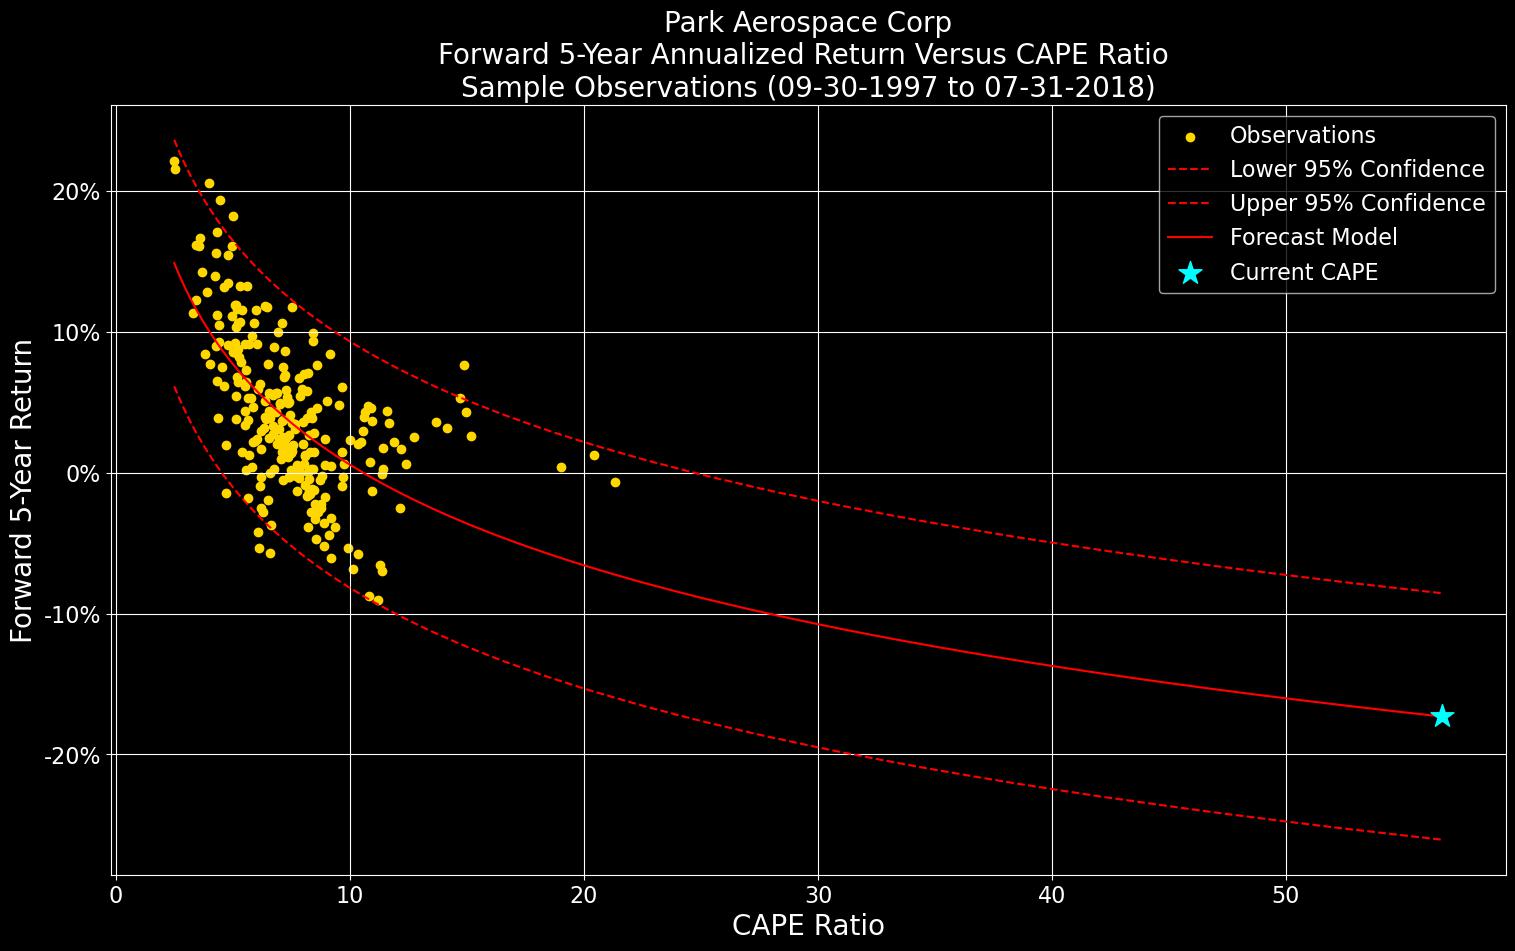 Park Aerospace Corp
Forward 5-Year Annualized Return Versus CAPE Ratio
Sample Observations (09-30-1997 to 07-31-2018)
Observations
Lower 95% Confidence
Upper 95% Confidence
Forecast Model
Current CAPE
Forward 5-Year Return
20%
10%
0%
-10%
-20%
0 10 20 30 40 50
CAPE Ratio